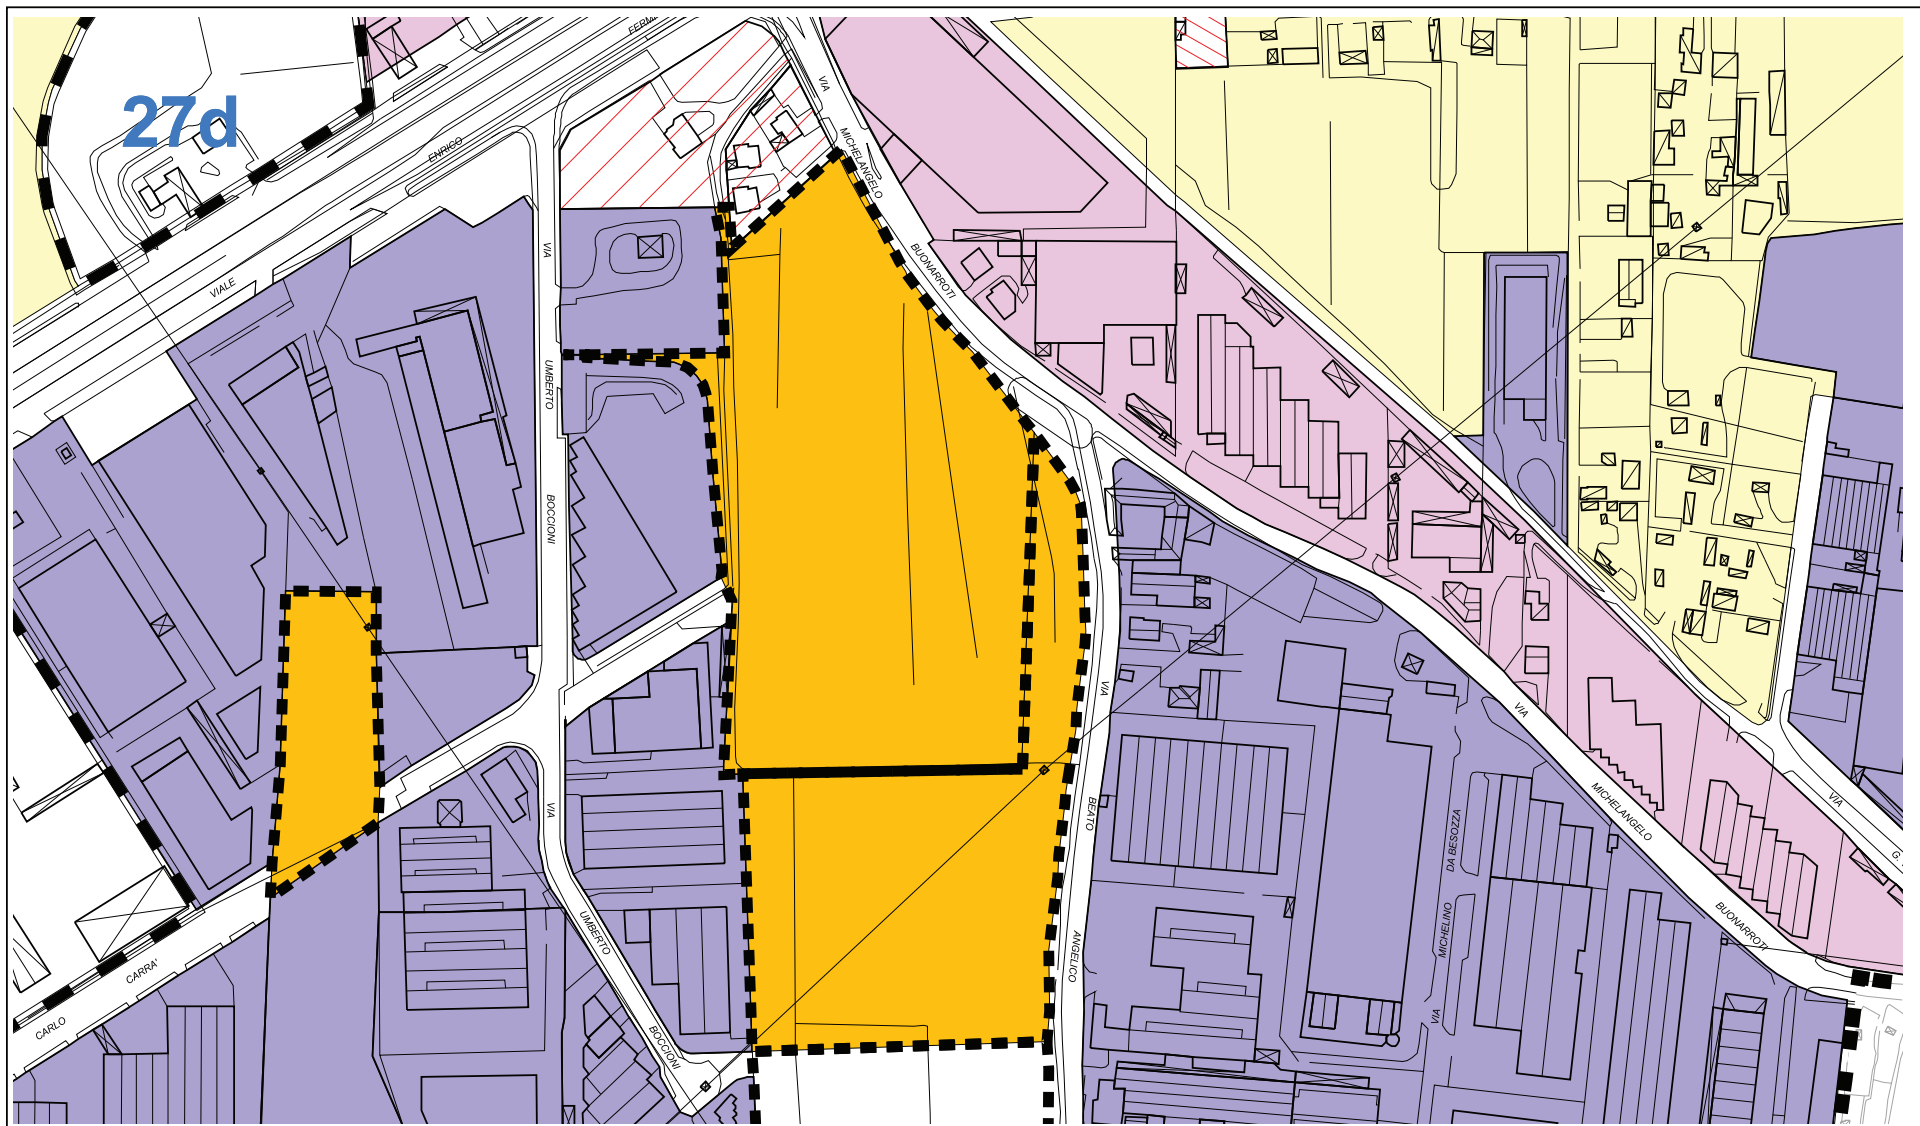 27d
FERMI
ENRICO
VIALE
VIA
MICHELANGELO
BUONARROTI
VIA
UMBERTO
BOCCIONI
VIA
UMBERTO
BOCCIONI
CARLO
CARRA'
VIA
BEATO
ANGELICO
VIA
MICHELINO
DA BESOZZA
VIA
MICHELANGELO
BUONARROTI
VIA
G.